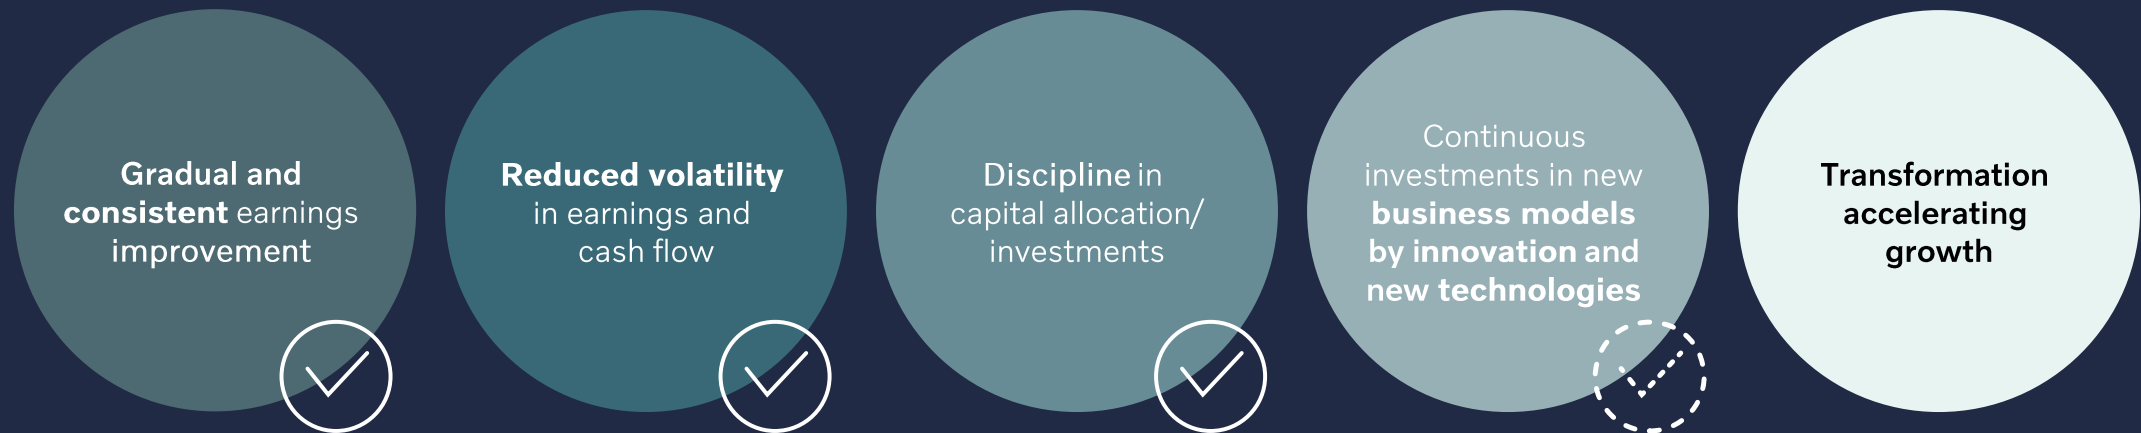 Gradual and
consistent earnings
improvement
Reduced volatility
in earnings and
cash flow
Discipline in
capital allocation/
investments
Continuous
investments in new
business models
by innovation and
new technologies
Transformation
accelerating
growth